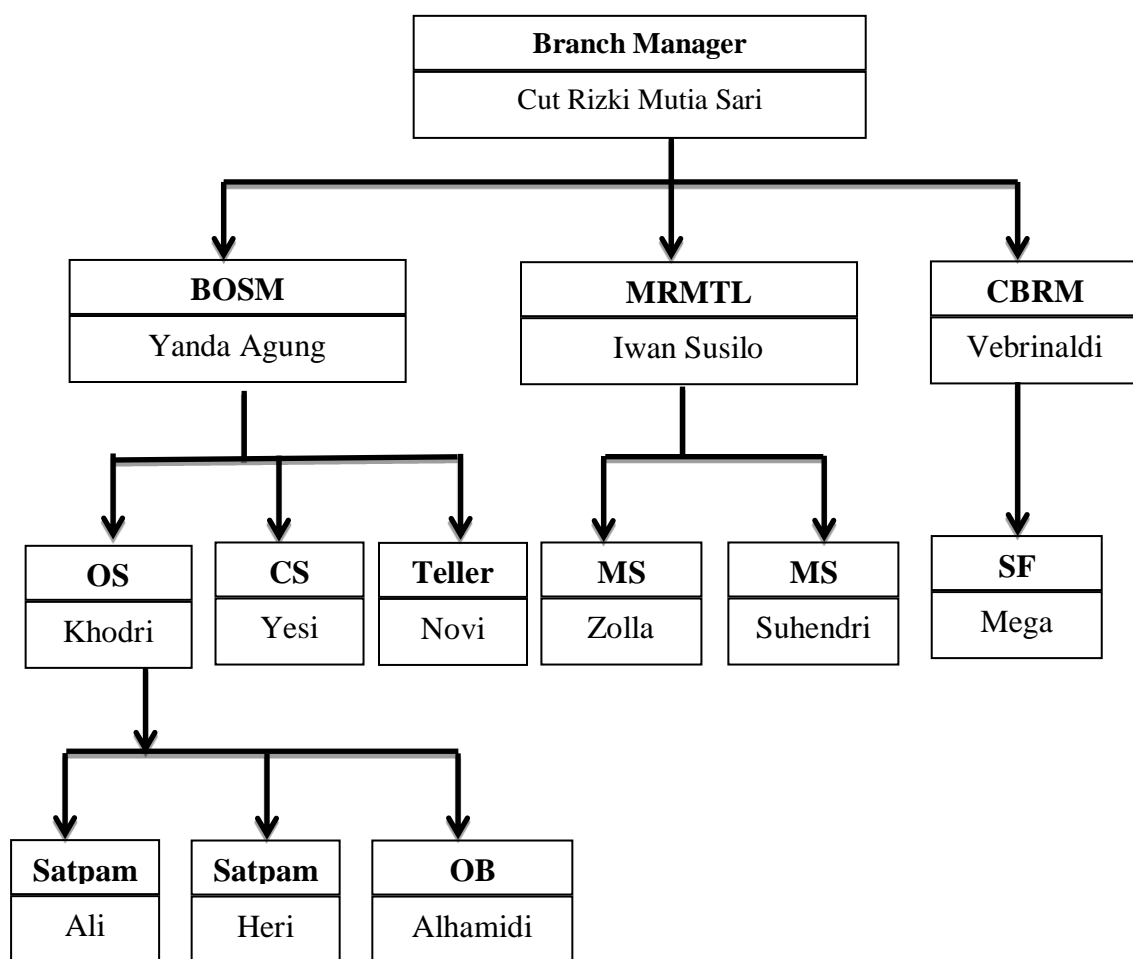 Branch Manager
Cut Rizki Mutia Sari
BOSM
Yanda Agung
MRMTL
Iwan Susilo
CBRM
Vebrinaldi
OS
Khodri
CS
Yesi
Teller
Novi
MS
Zolla
MS
Suhendri
SF
Mega
Satpam
Ali
Satpam
Heri
OB
Alhamidi